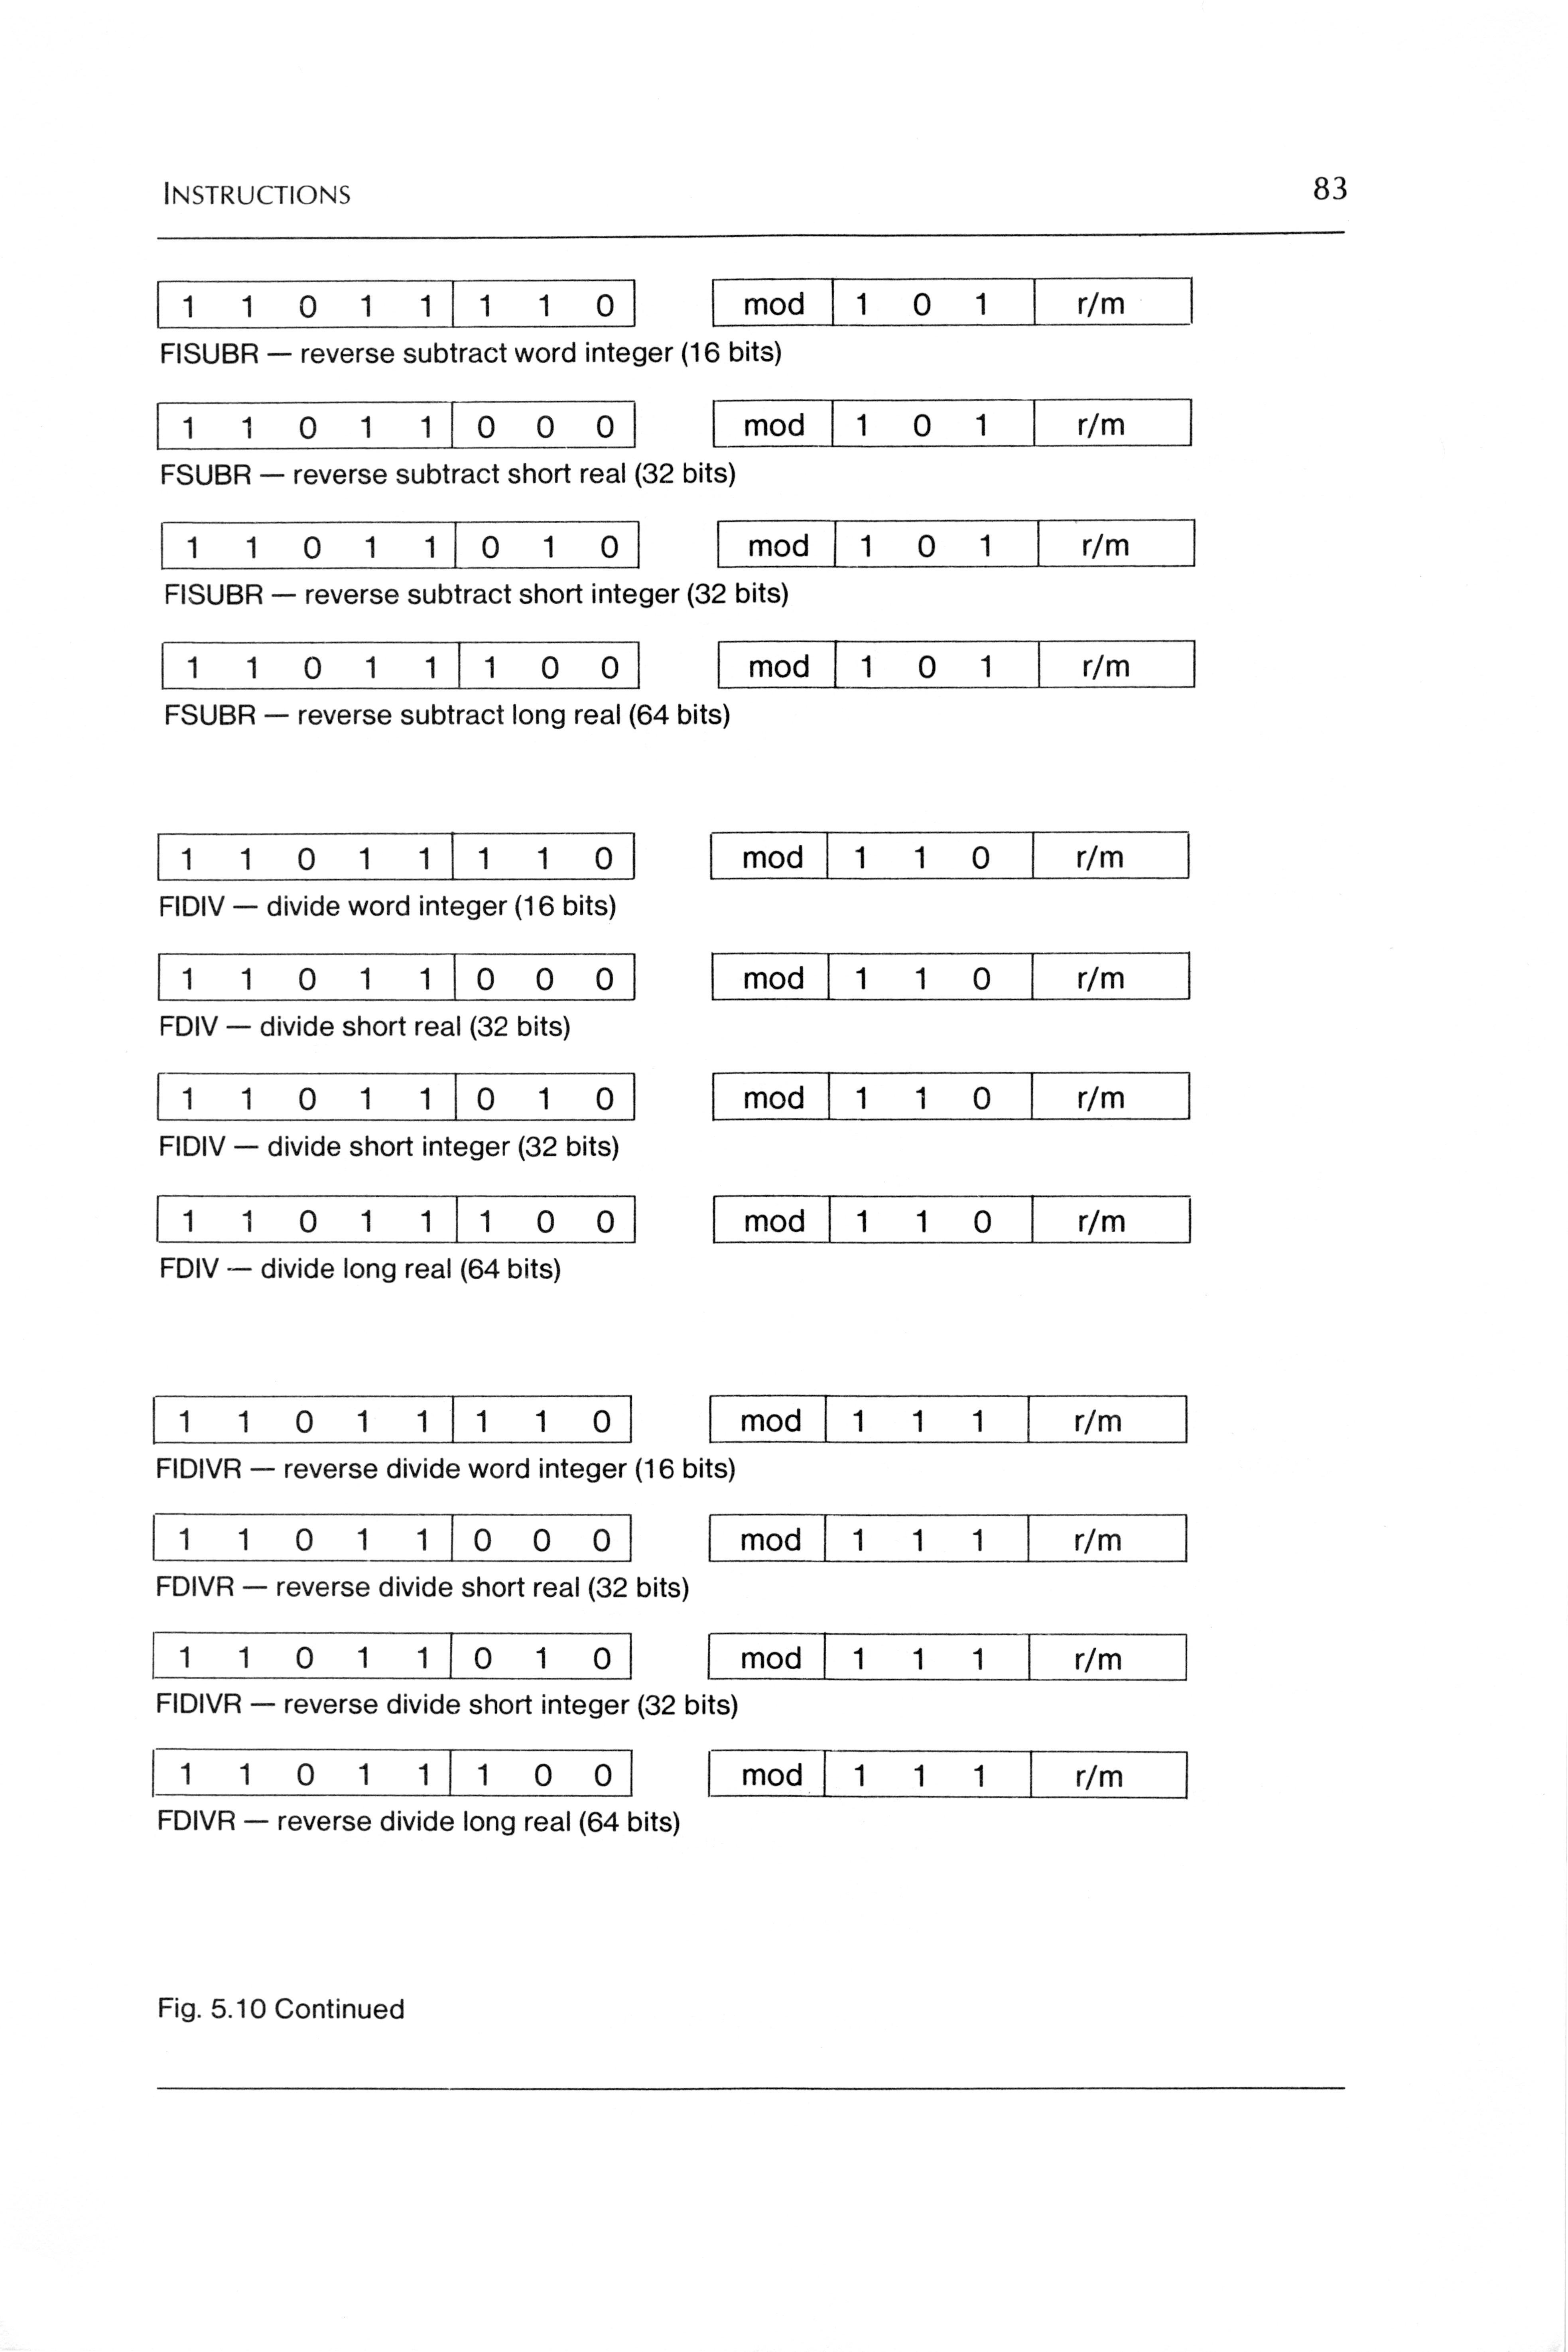 INSTRUCTIONS 83
1 1 0 1 1 1 1 0 mod 1 0 1 r/m
FISUBR — reverse subtract word integer (16 bits)
1 1 0 1 1 0 0 0 mod 1 0 1 r/m
FSUBR — reverse subtract short real (32 bits)
1 1 0 1 1 0 1 0 mod 1 0 1 r/m
FISUBR — reverse subtract short integer (32 bits)
1 1 0 1 1 1 0 0 mod 1 0 1 r/m
FSUBR — reverse subtract long real (64 bits)
1 1 0 1 1 1 1 0 mod 1 1 0 r/m
FIDIV — divide word integer (16 bits)
1 1 0 1 1 0 0 0 mod 1 1 0 r/m
FDIV — divide short real (32 bits)
1 1 0 1 1 0 1 0 mod 1 1 0 r/m
FIDIV — divide short integer (32 bits)
1 1 0 1 1 1 0 0 mod 1 1 0 r/m
FDIV — divide long real (64 bits)
1 1 0 1 1 1 1 0 mod 1 1 1 r/m
FIDIVR — reverse divide word integer (16 bits)
1 1 0 1 1 0 0 0 mod 1 1 1 r/m
FDIVR — reverse divide short real (32 bits)
1 1 0 1 1 0 1 0 mod 1 1 1 r/m
FIDIVR — reverse divide short integer (32 bits)
1 1 0 1 1 1 0 0 mod 1 1 1 r/m
FDIVR — reverse divide long real (64 bits)
Fig. 5.10 Continued